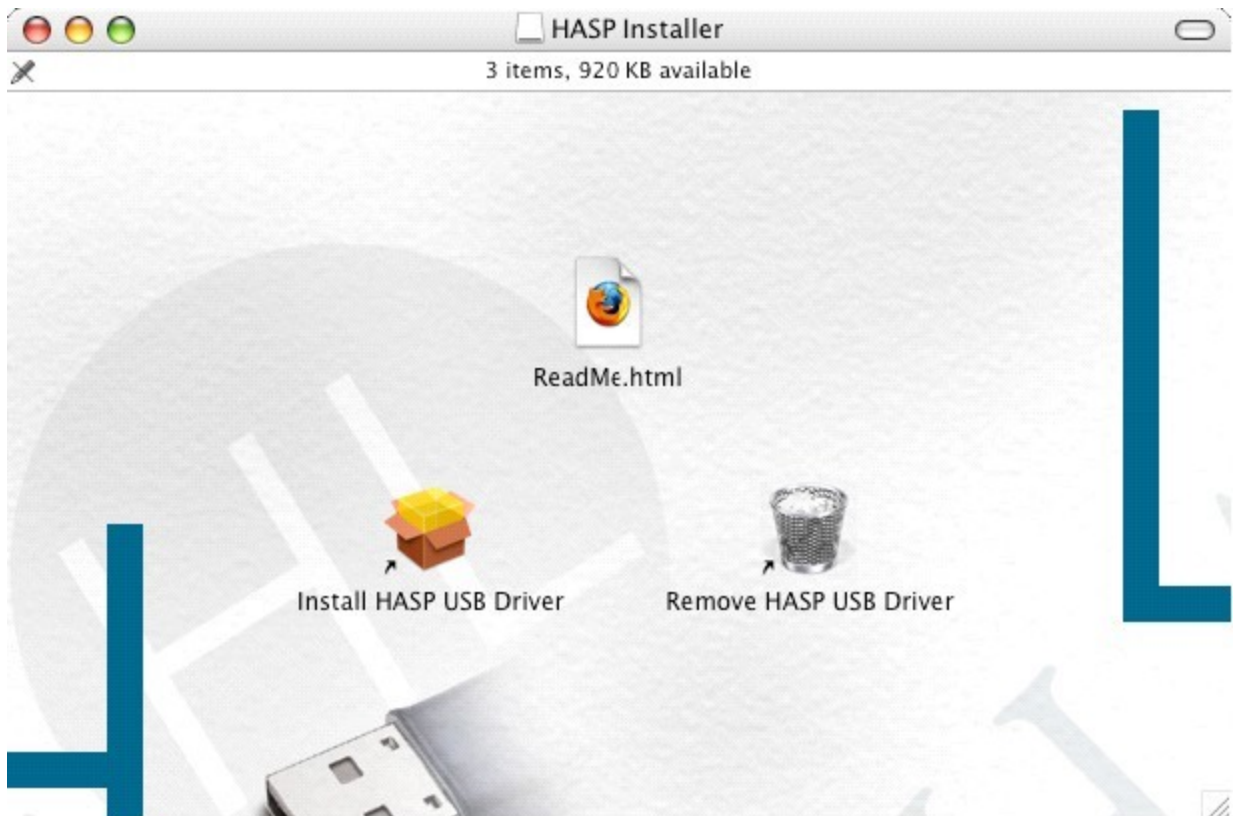 HASP Installer
3 items, 920 KB available
ReadMe.html
Install HASP USB Driver
Remove HASP USB Driver